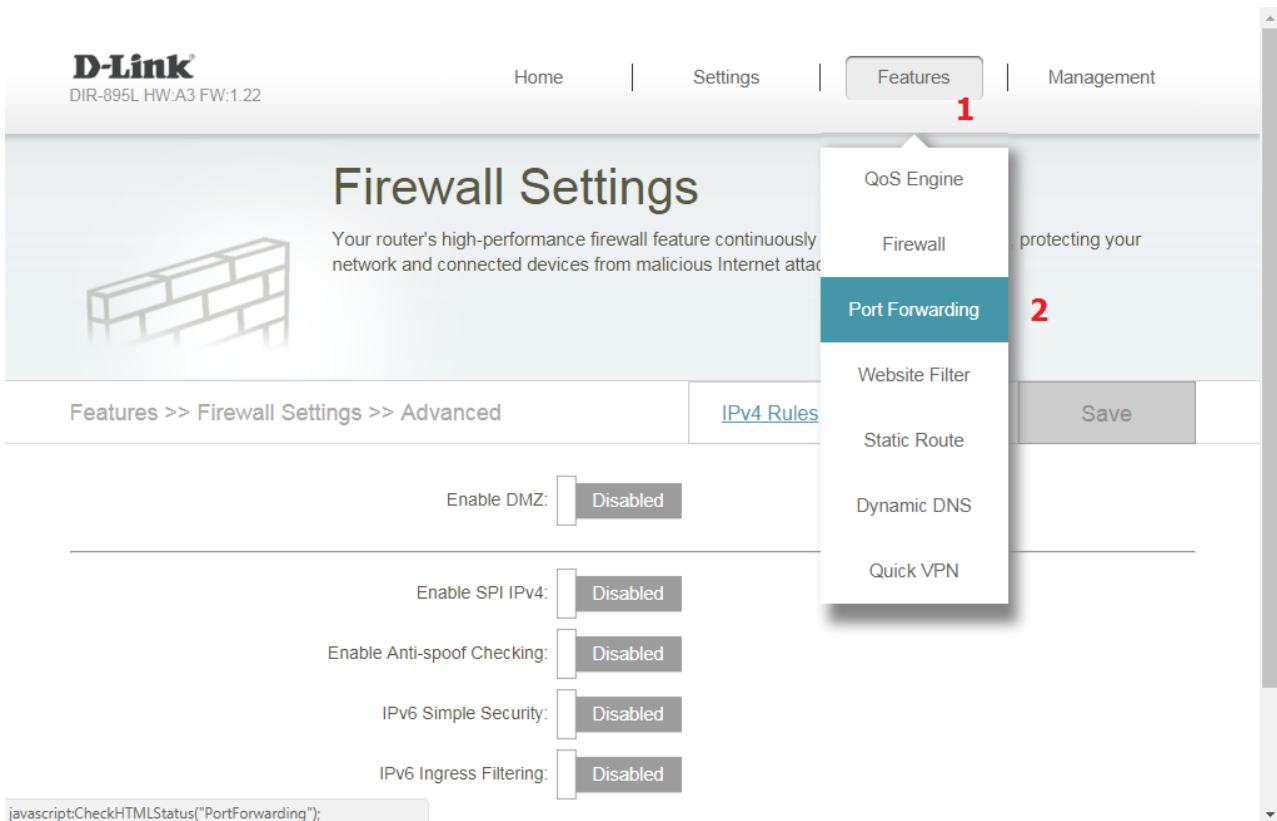 D-Link
DIR-895L HW:A3 FW:1.22
Home
Settings
Features
Management
1
Firewall Settings
Your router's high-performance firewall feature continuously
, protecting your
network and connected devices from malicious Internet
QoS Engine
Firewall
Port Forwarding
2
Website Filter
Static Route
Dynamic DNS
Quick VPN
Features >> Firewall Settings >> Advanced
IPv4 Rules
Save
Enable DMZ:
Disabled
Enable SPI IPv4:
Disabled
Enable Anti-spoof Checking:
Disabled
IPv6 Simple Security:
Disabled
IPv6 Ingress Filtering:
Disabled
javascript:CheckHTMLStatus("PortForwarding");